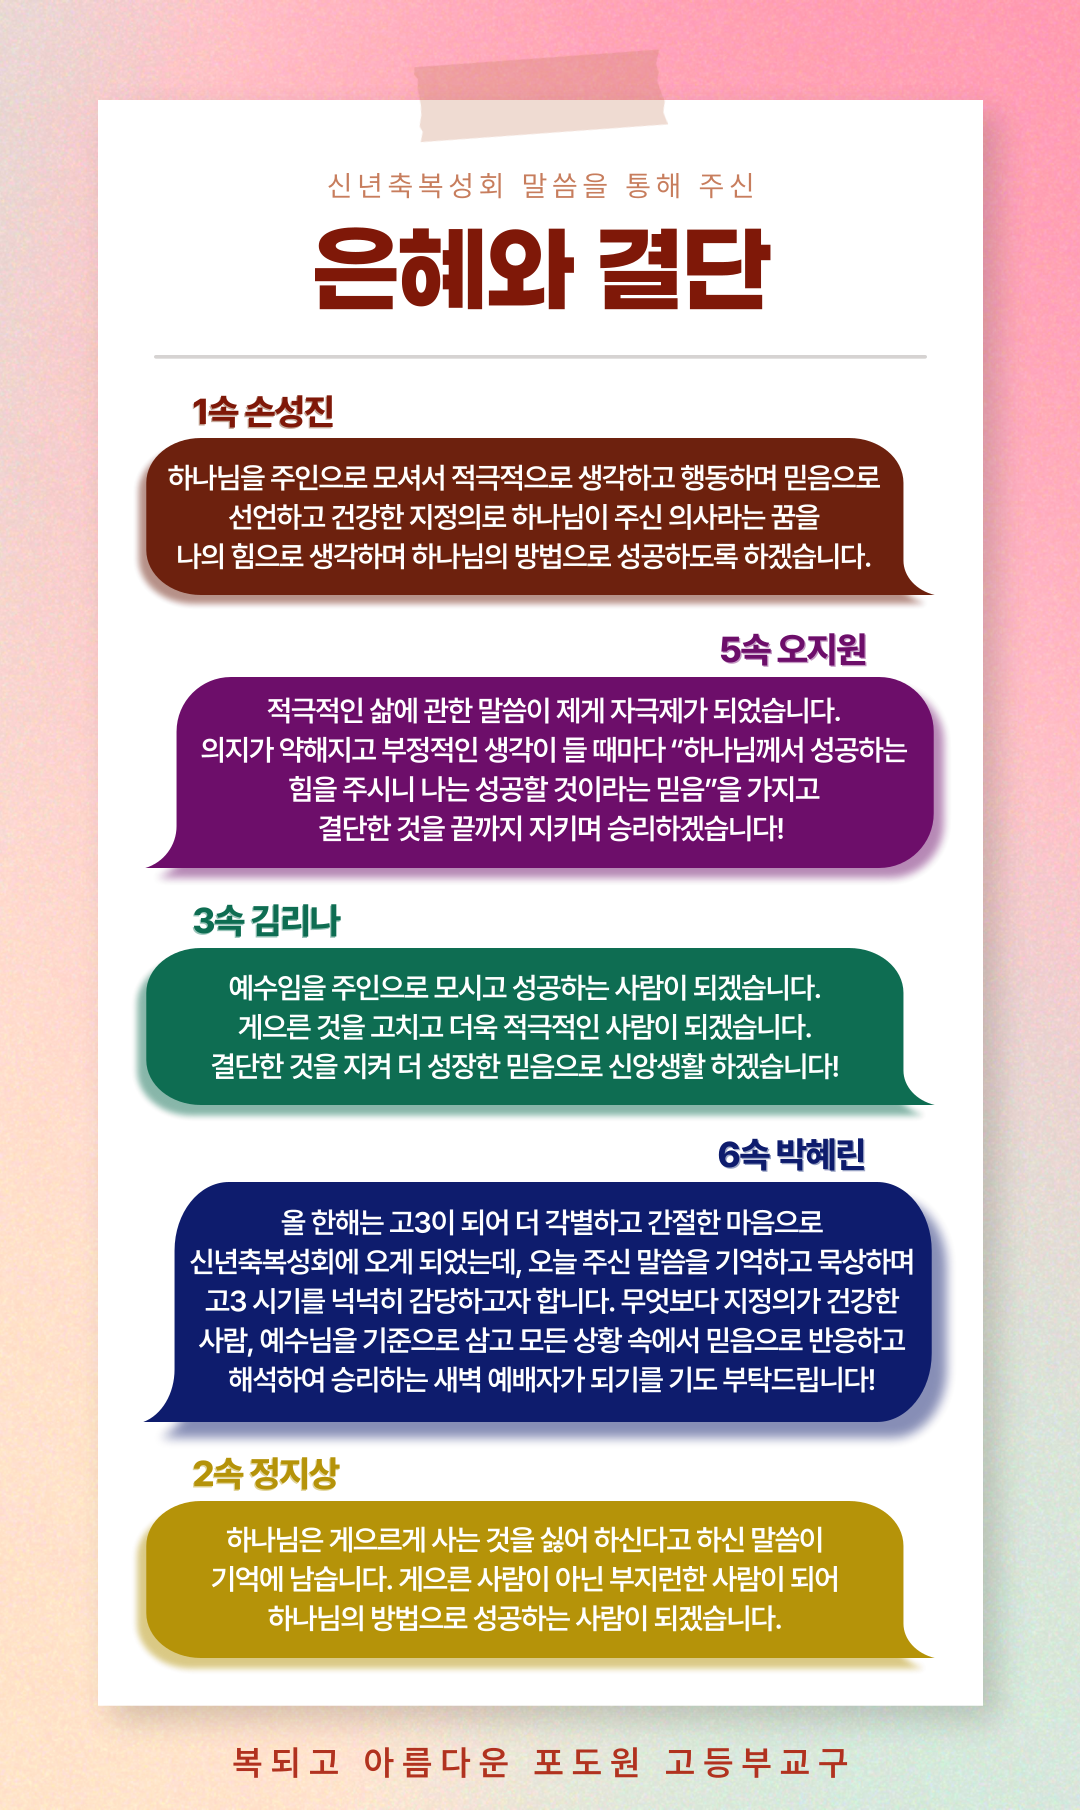 신년축복성회 말씀을 통해 주신
은혜와 결단
1속 손성진
하나님을 주인으로 모셔서 적극적으로 생각하고 행동하며 믿음으로
선언하고 건강한 지정의로 하나님이 주신 의사라는 꿈을
나의 힘으로 생각하며 하나님의 방법으로 성공하도록 하겠습니다.
5속 오지원
적극적인 삶에 관한 말씀이 제게 자극제가 되었습니다.
의지가 약해지고 부정적인 생각이 들 때마다 “하나님께서 성공하는
힘을 주시니 나는 성공할 것이라는 믿음”을 가지고
결단한 것을 끝까지 지키며 승리하겠습니다!
3속 김리나
예수임을 주인으로 모시고 성공하는 사람이 되겠습니다.
게으른 것을 고치고 더욱 적극적인 사람이 되겠습니다.
결단한 것을 지켜 더 성장한 믿음으로 신앙생활 하겠습니다!
6속 박혜린
올 한해는 고3이 되어 더 각별하고 간절한 마음으로
신년축복성회에 오게 되었는데, 오늘 주신 말씀을 기억하고 묵상하며
고3 시기를 넉넉히 감당하고자 합니다. 무엇보다 지정의가 건강한
사람, 예수님을 기준으로 삼고 모든 상황 속에서 믿음으로 반응하고
해석하여 승리하는 새벽 예배자가 되기를 기도 부탁드립니다!
2속 정지상
하나님은 게으르게 사는 것을 싫어 하신다고 하신 말씀이
기억에 남습니다. 게으른 사람이 아닌 부지런한 사람이 되어
하나님의 방법으로 성공하는 사람이 되겠습니다.
복되고 아름다운 포도원 고등부교구